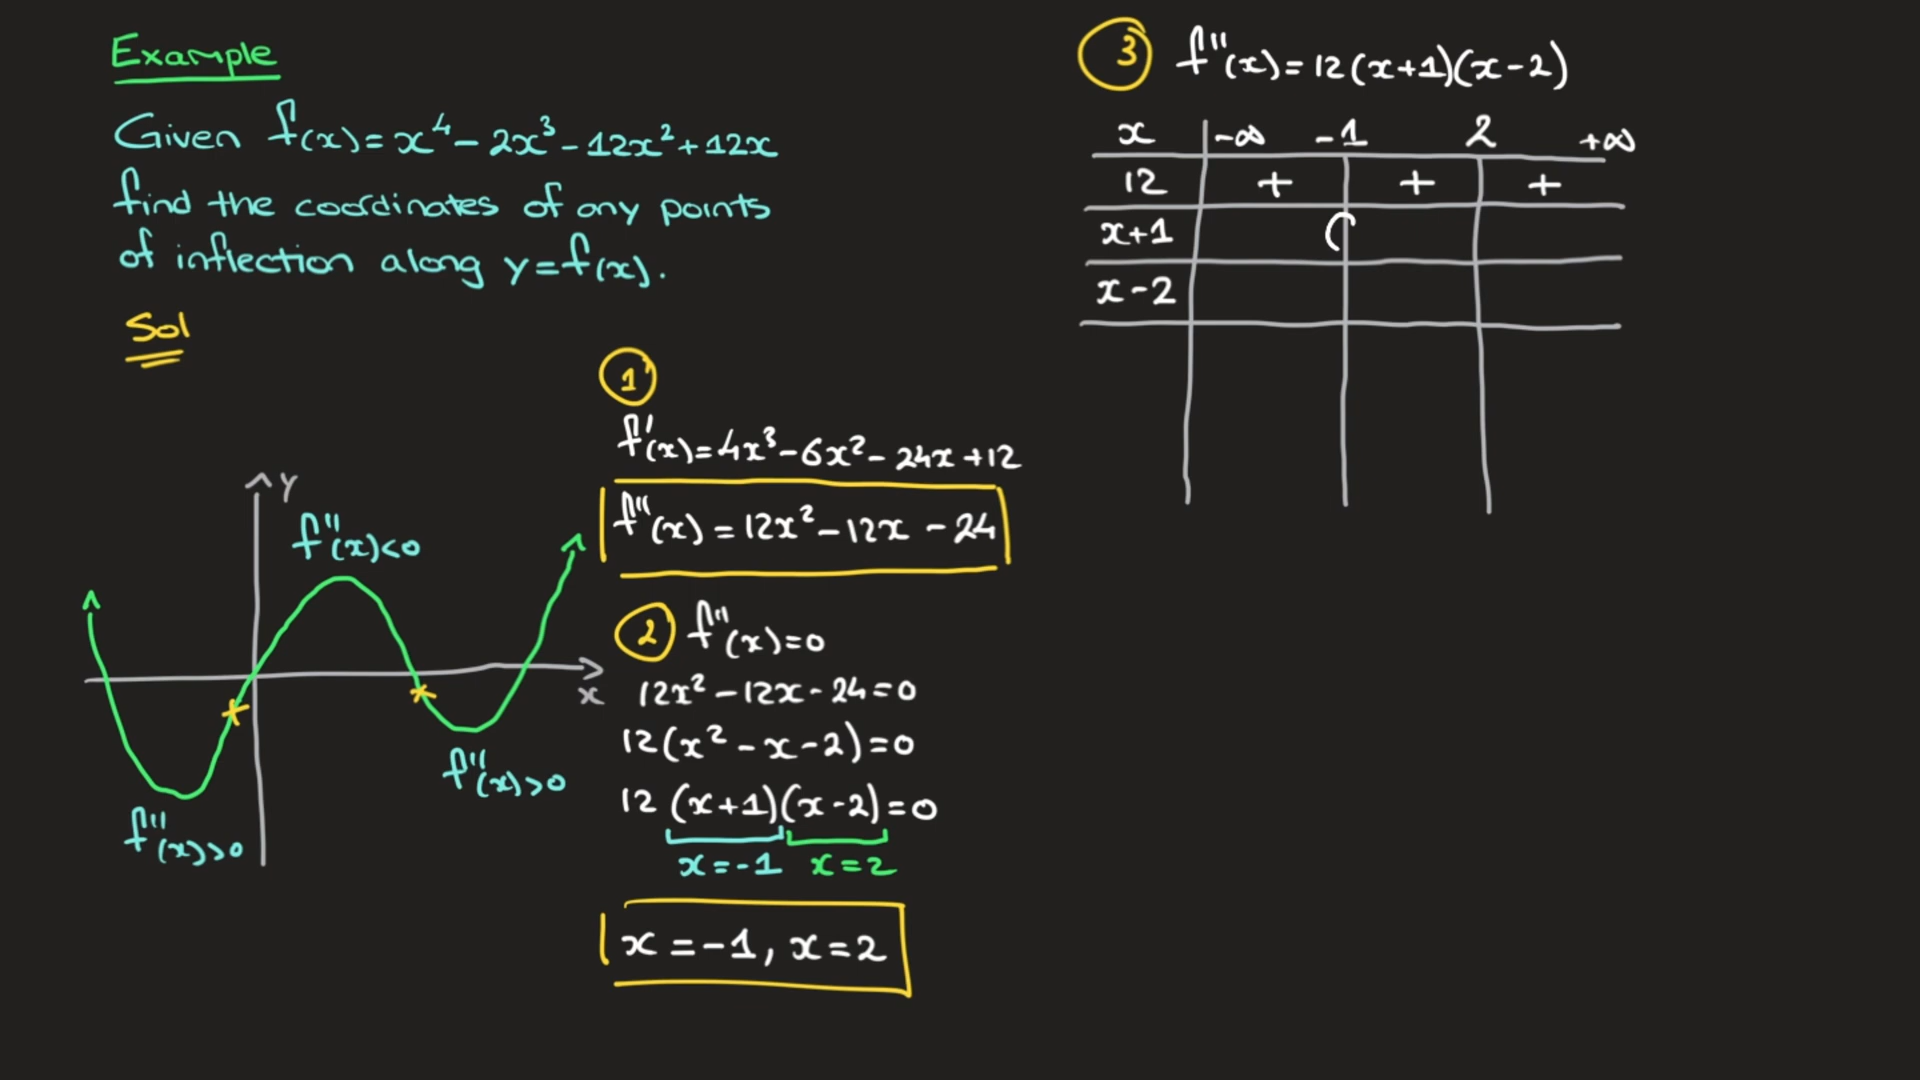 Example
Given f(x) = x⁴ - 2x³ - 12x² + 12x
find the coordinates of any points
of inflection along y = f(x).
Sol
y
f''(x)<0
x
f''(x)>0
f''(x)>0
1
f'(x) = 4x³ - 6x² - 24x + 12
f''(x) = 12x² - 12x - 24
2 f''(x) = 0
12x² - 12x - 24 = 0
12(x² - x - 2) = 0
12 (x+1)(x-2) = 0
x = -1 x = 2
x = -1, x = 2
3 f''(x) = 12(x+1)(x-2)
x -∞ -1 2 +∞
12 + + +
x+1
x-2